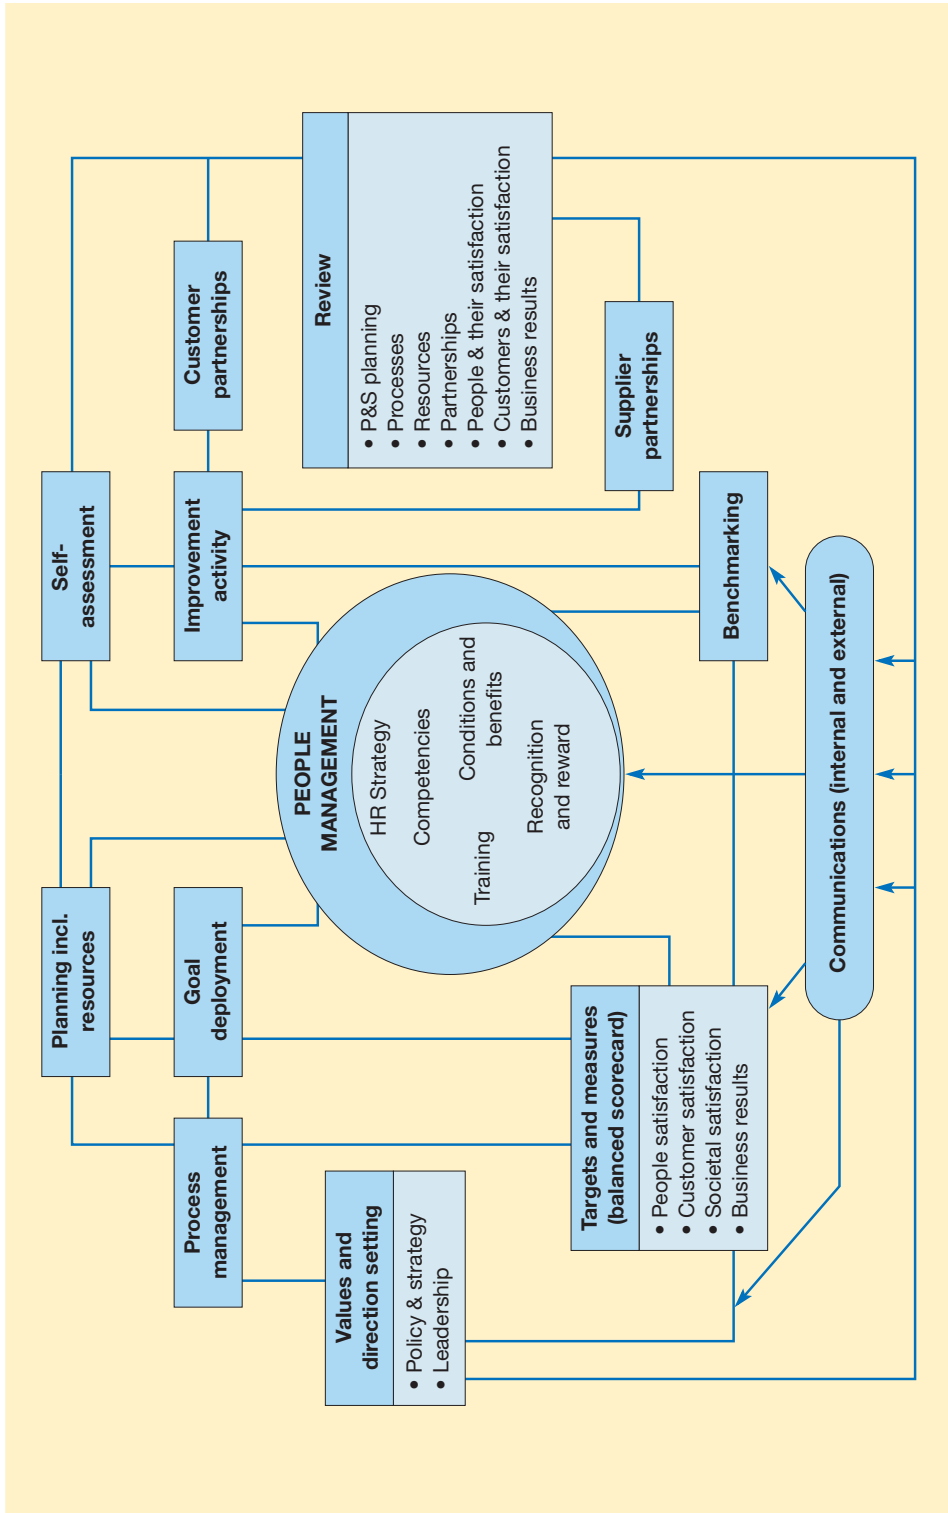 Planning incl.
resources
Self-
assessment
Process
management
Goal
deployment
Improvement
activity
Customer
partnerships
Values and
direction setting
• Policy & strategy
• Leadership
PEOPLE
MANAGEMENT
HR Strategy
Competencies
Training
Conditions and
benefits
Recognition
and reward
Review
• P&S planning
• Processes
• Resources
• Partnerships
• People & their satisfaction
• Customers & their satisfaction
• Business results
Targets and measures
(balanced scorecard)
• People satisfaction
• Customer satisfaction
• Societal satisfaction
• Business results
Supplier
partnerships
Benchmarking
Communications (internal and external)